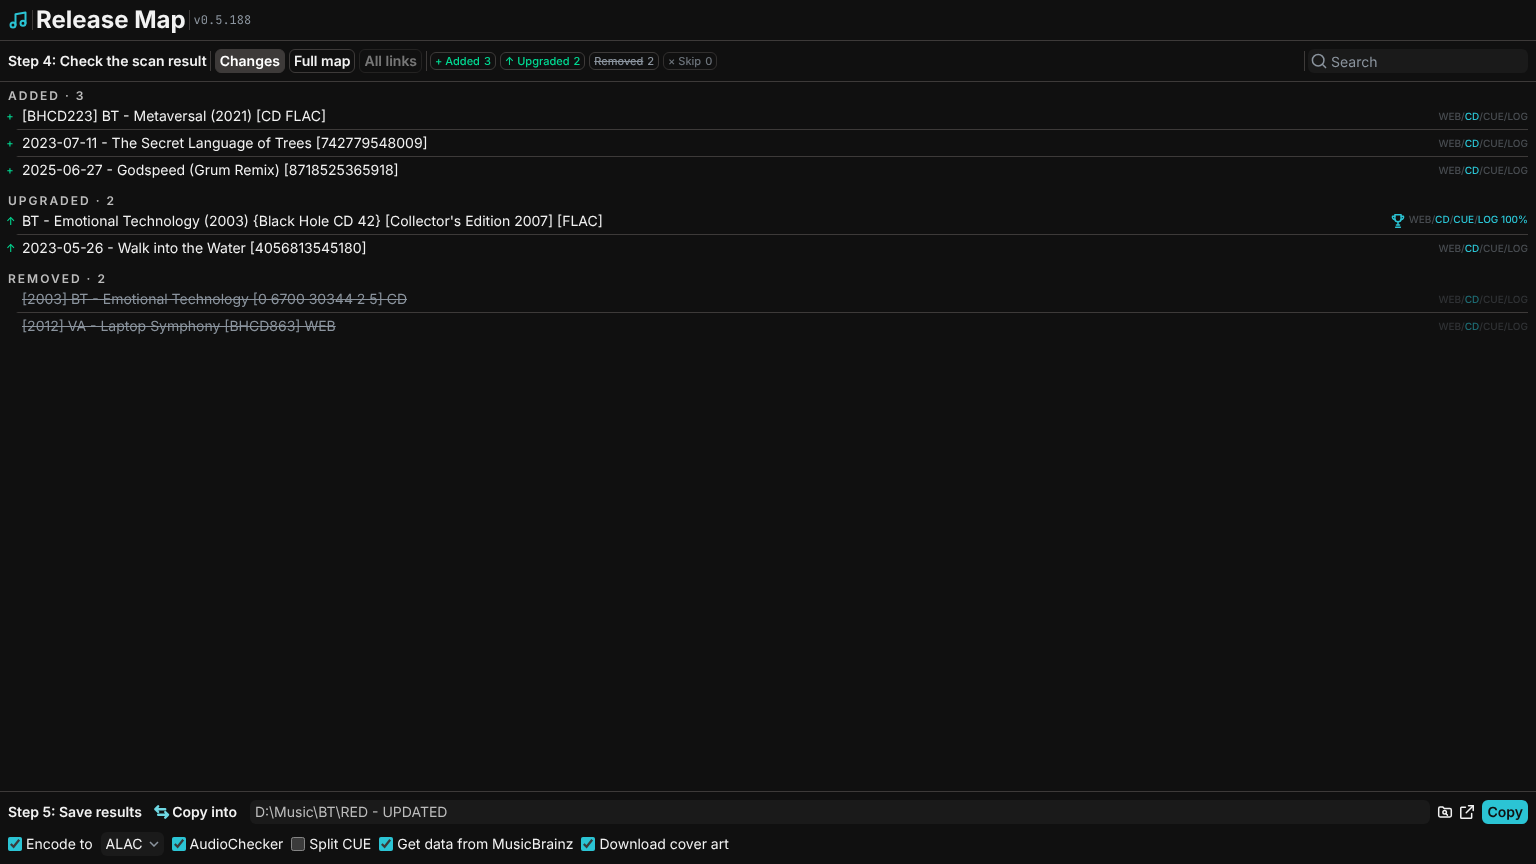 Release Map v0.5.188
Step 4: Check the scan result Changes Full map All links + Added 3 ↑ Upgraded 2 Removed 2 × Skip 0 Search
ADDED · 3
+ [BHCD223] BT - Metaversal (2021) [CD FLAC] WEB/CD/CUE/LOG
+ 2023-07-11 - The Secret Language of Trees [742779548009] WEB/CD/CUE/LOG
+ 2025-06-27 - Godspeed (Grum Remix) [8718525365918] WEB/CD/CUE/LOG
UPGRADED · 2
↑ BT - Emotional Technology (2003) {Black Hole CD 42} [Collector's Edition 2007] [FLAC] WEB/CD/CUE/LOG 100%
↑ 2023-05-26 - Walk into the Water [4056813545180] WEB/CD/CUE/LOG
REMOVED · 2
[2003] BT - Emotional Technology [0 6700 30344 2 5] CD WEB/CD/CUE/LOG
[2012] VA - Laptop Symphony [BHCD863] WEB WEB/CD/CUE/LOG
Step 5: Save results Copy into D:\Music\BT\RED - UPDATED Copy
Encode to ALAC AudioChecker Split CUE Get data from MusicBrainz Download cover art